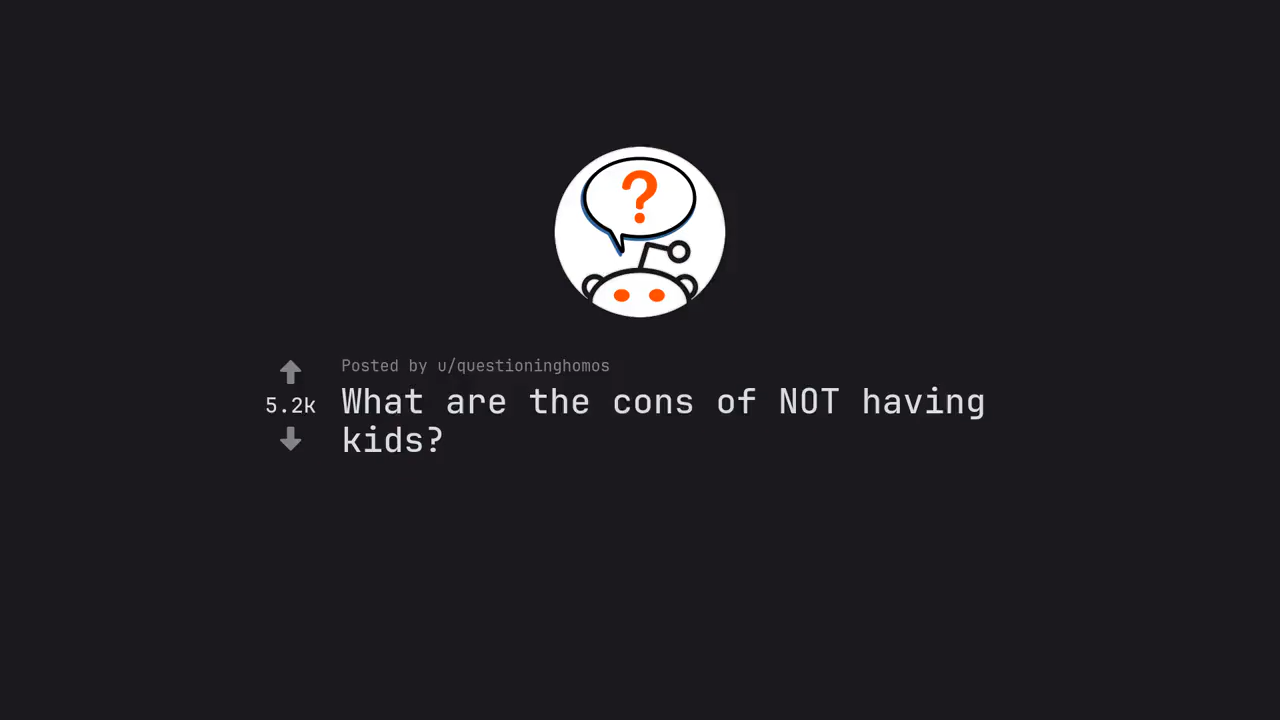 ?
Posted by u/questioninghomos
5.2k
What are the cons of NOT having
kids?